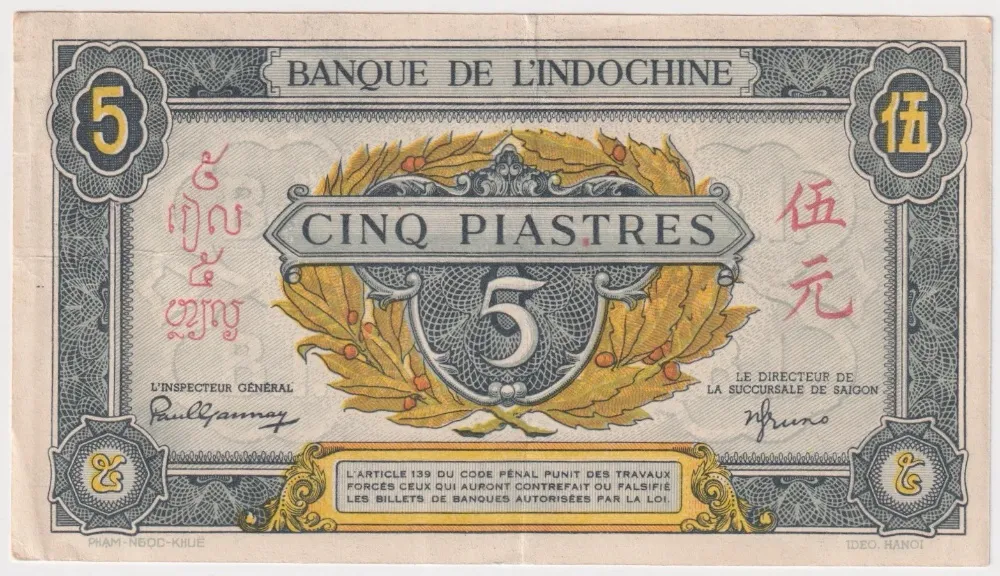 BANQUE DE L'INDOCHINE
5
伍
CINQ PIASTRES
5
៥
រៀល
伍元
L'INSPECTEUR GÉNÉRAL
LE DIRECTEUR DE
LA SUCCURSALE DE SAIGON
L'ARTICLE 139 DU CODE PÉNAL PUNIT DES TRAVAUX
FORCÉS CEUX QUI AURONT CONTREFAIT OU FALSIFIÉ
LES BILLETS DE BANQUES AUTORISÉES PAR LA LOI.
៥
PHAM-NGOC-KHUE
IDEO. HANOI